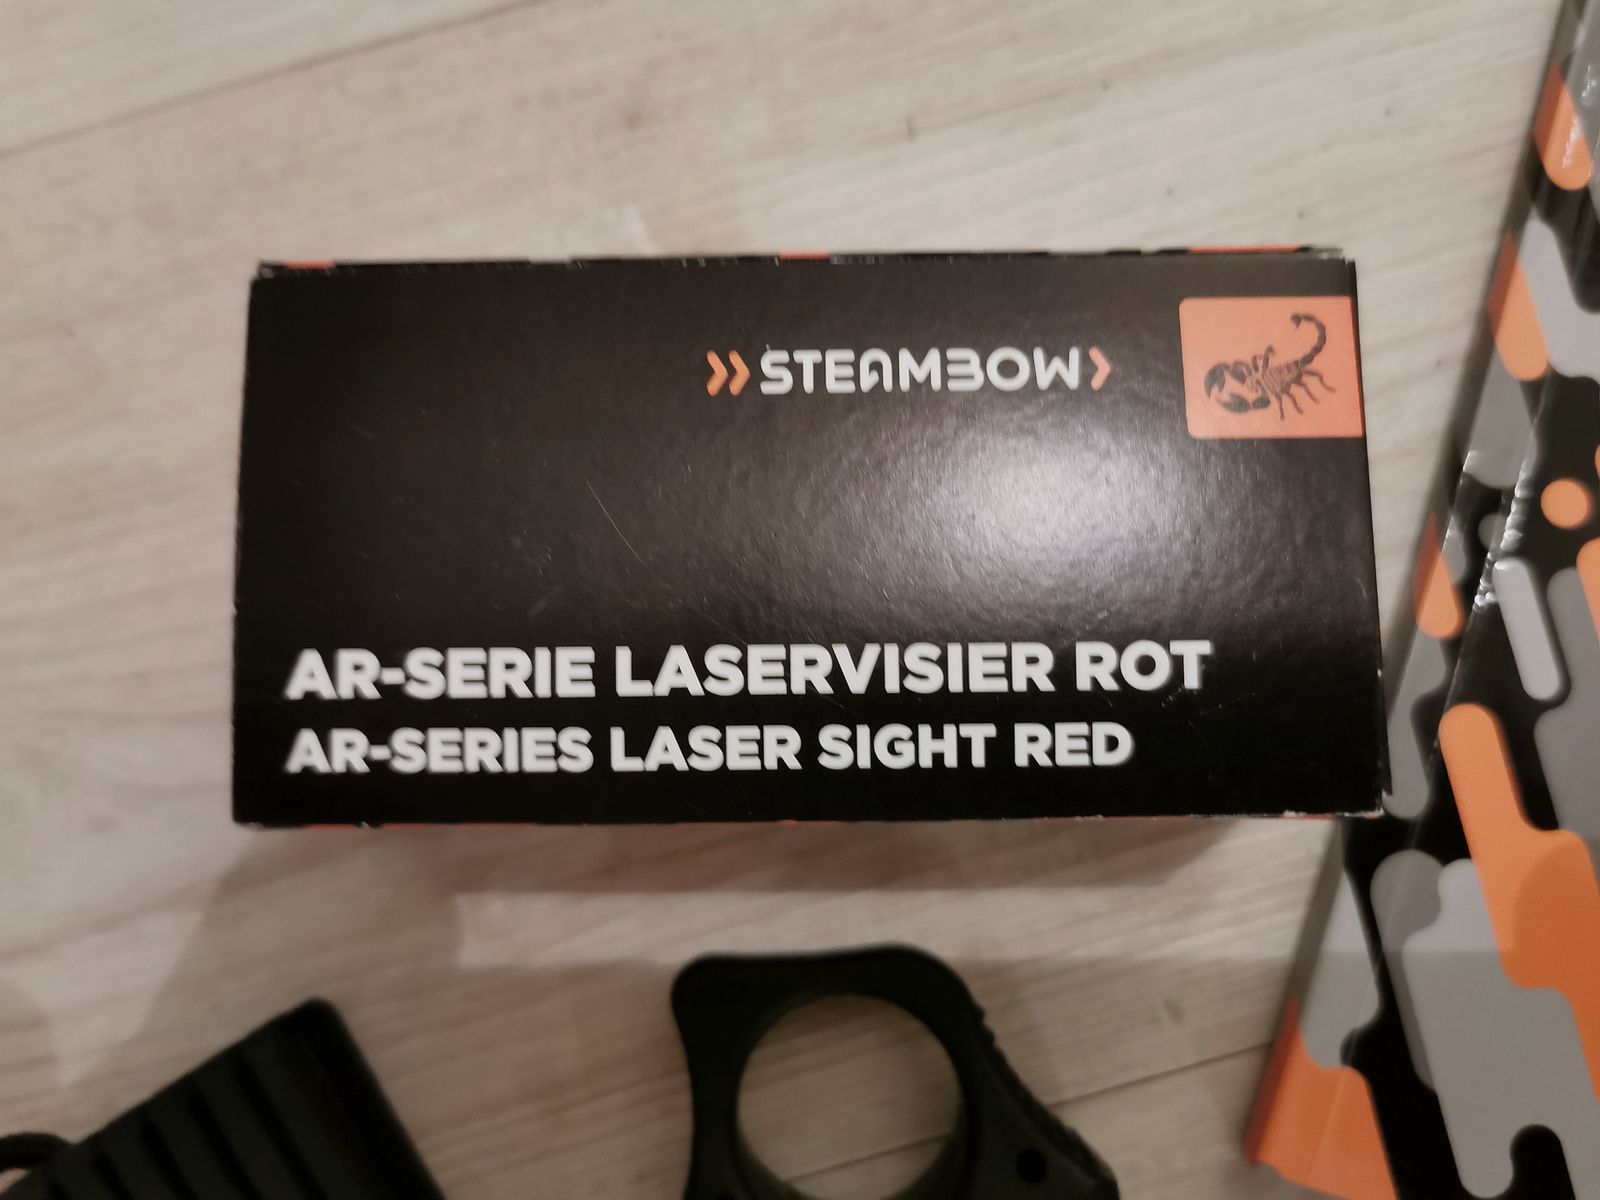 STEAMBOW
AR-SERIE LASERVISIER ROT
AR-SERIES LASER SIGHT RED